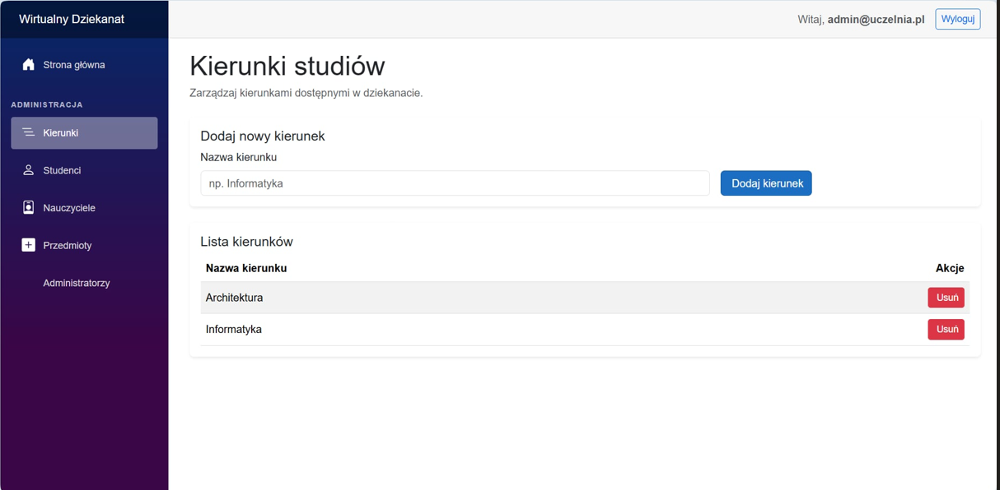 Wirtualny Dziekanat
Witaj, admin@uczelnia.pl Wyloguj
Strona główna
ADMINISTRACJA
Kierunki
Studenci
Nauczyciele
Przedmioty
Administratorzy
Kierunki studiów
Zarządzaj kierunkami dostępnymi w dziekanacie.
Dodaj nowy kierunek
Nazwa kierunku
np. Informatyka Dodaj kierunek
Lista kierunków
Nazwa kierunku Akcje
Architektura Usuń
Informatyka Usuń